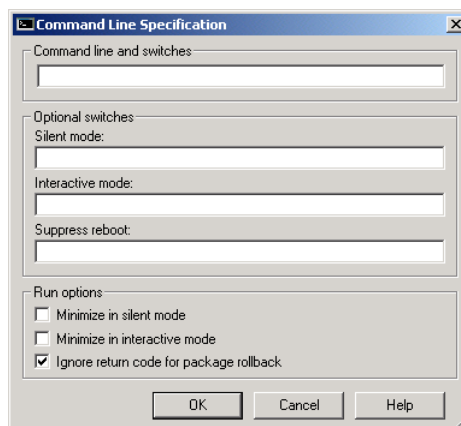 Command Line Specification
Command line and switches
Optional switches
Silent mode:
Interactive mode:
Suppress reboot:
Run options
Minimize in silent mode
Minimize in interactive mode
Ignore return code for package rollback
OK Cancel Help